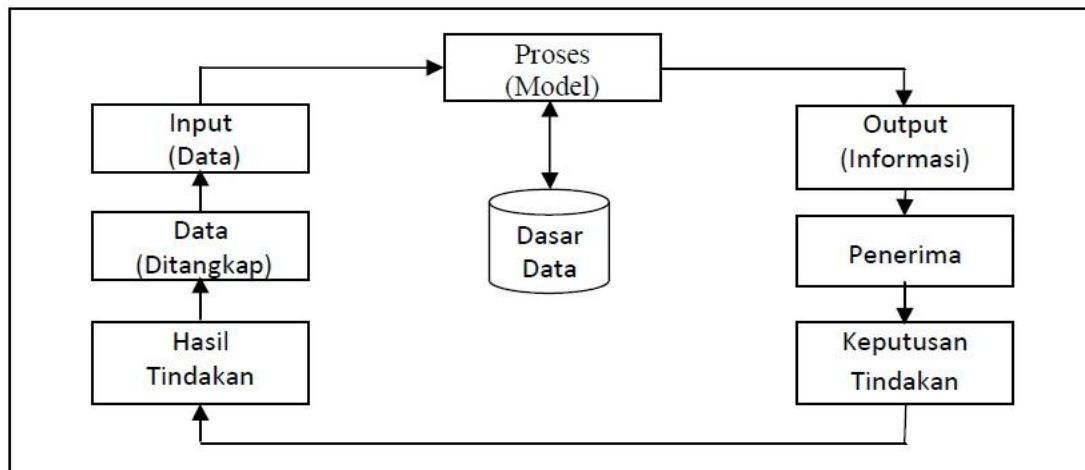 Proses
(Model)
Input
(Data)
Output
(Informasi)
Data
(Ditangkap)
Dasar
Data
Penerima
Hasil
Tindakan
Keputusan
Tindakan